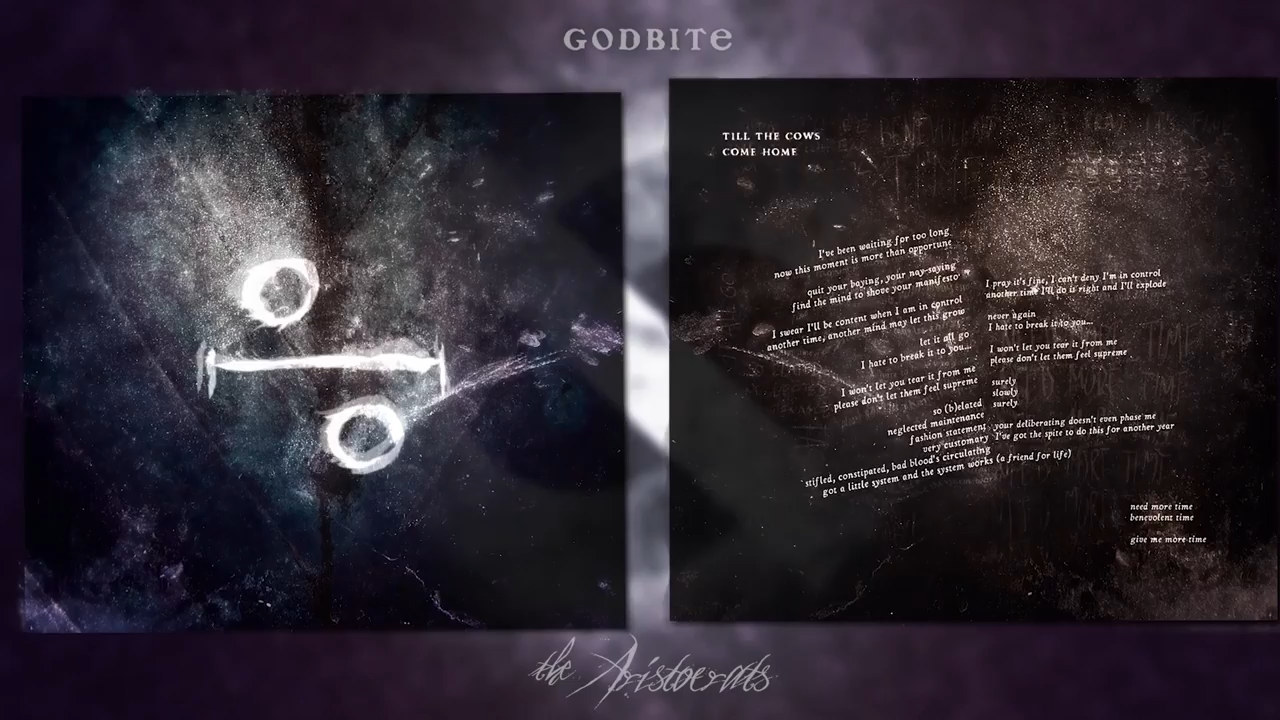 GODBITE
TILL THE COWS
COME HOME
I've been waiting for too long
now this moment is more than opportune
quit your baying, your nay-saying
find the mind to shove your manifesto
I swear I'll be content when I am in control
another time, another mind may let this grow
let it all go
I hate to break it to you...
I won't let you tear it from me
please don't let them feel supreme
so (b)elated
neglected maintenance
fashion statement
very customary
stifled, constipated, bad blood's circulating
got a little system and the system works (a friend for life)
I pray it's fine, I can't deny I'm in control
another time I'll do is right and I'll explode
never again
I hate to break it to you...
I won't let you tear it from me
please don't let them feel supreme
surely
slowly
surely
your deliberating doesn't even phase me
I've got the spite to do this for another year
need more time
benevolent time
give me more time
the Aristocrats